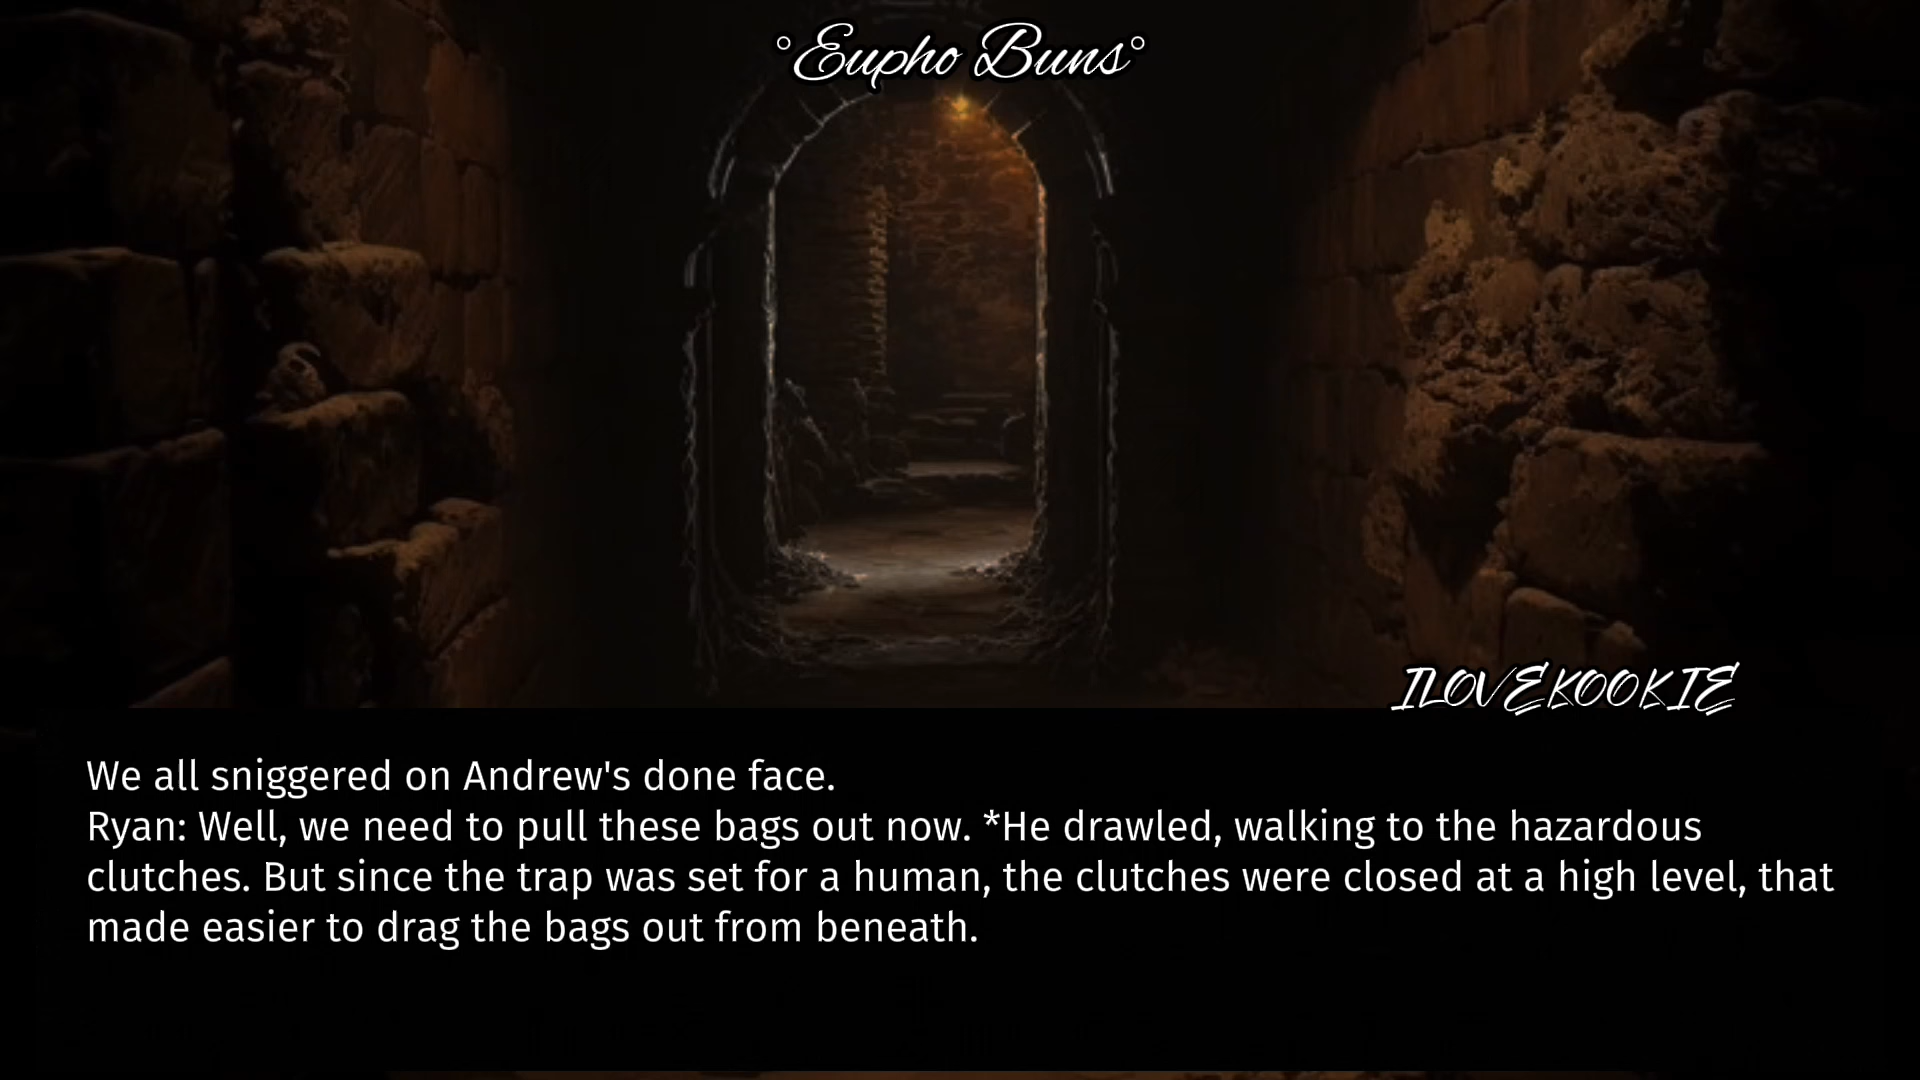 °Eupho Buns°
ILOVEKOOKIE
We all sniggered on Andrew's done face.
Ryan: Well, we need to pull these bags out now. *He drawled, walking to the hazardous
clutches. But since the trap was set for a human, the clutches were closed at a high level, that
made easier to drag the bags out from beneath.